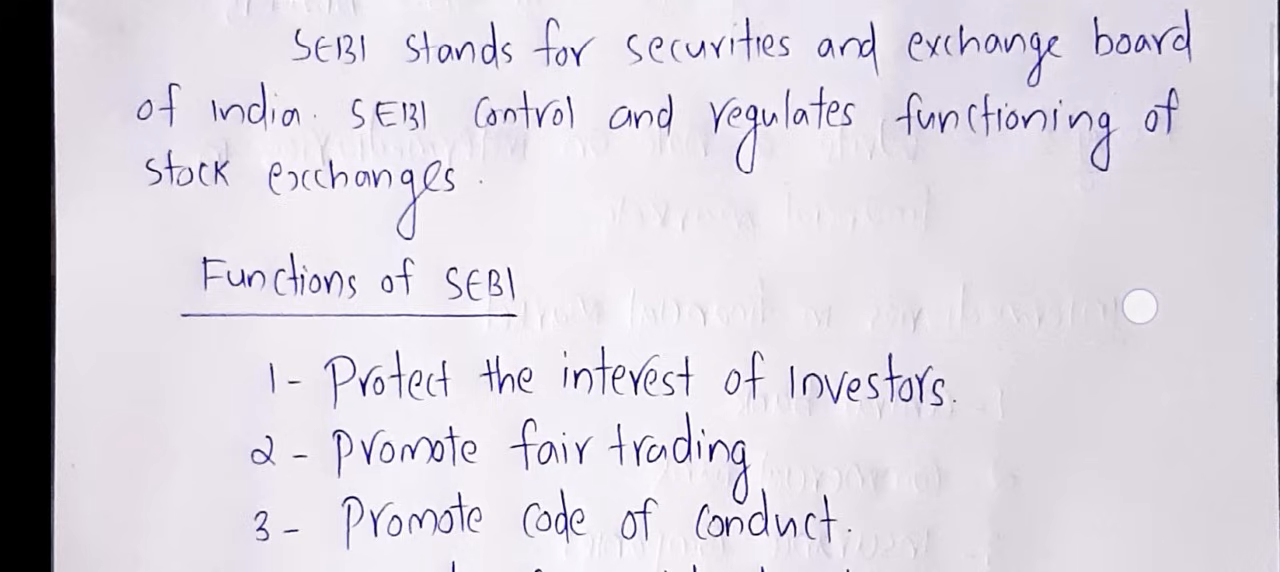 SEBI stands for securities and exchange board
of india. SEBI control and regulates functioning of
stock exchanges.
Functions of SEBI
1- Protect the interest of investors.
2- Promote fair trading
3- Promote code of conduct.